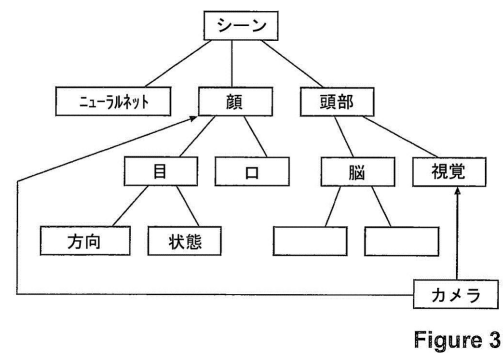 シーン
ニューラルネット
顔
頭部
目
口
脳
視覚
方向
状態
カメラ
Figure 3